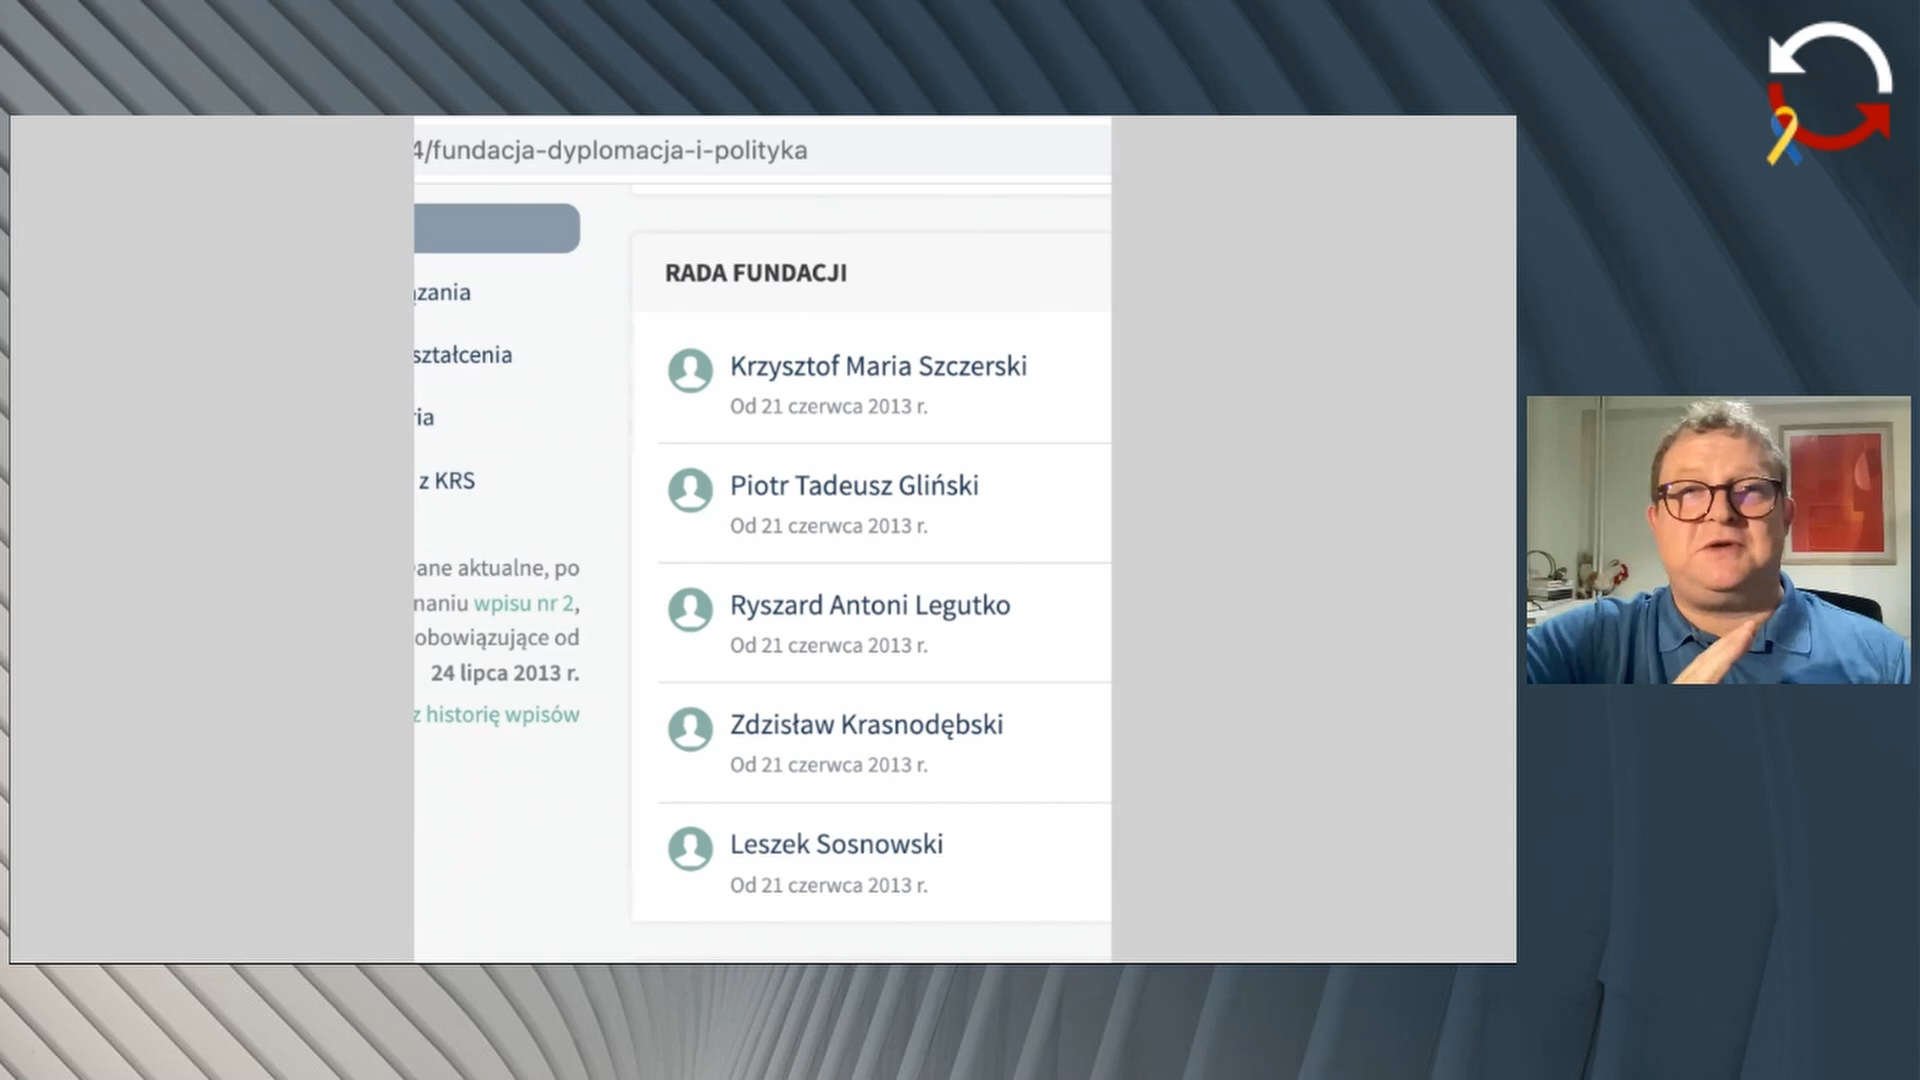 4/fundacja-dyplomacja-i-polityka
ązania
ształcenia
ria
z KRS
ane aktualne, po
naniu wpisu nr 2,
obowiązujące od
24 lipca 2013 r.
z historię wpisów
RADA FUNDACJI
Krzysztof Maria Szczerski
Od 21 czerwca 2013 r.
Piotr Tadeusz Gliński
Od 21 czerwca 2013 r.
Ryszard Antoni Legutko
Od 21 czerwca 2013 r.
Zdzisław Krasnodębski
Od 21 czerwca 2013 r.
Leszek Sosnowski
Od 21 czerwca 2013 r.